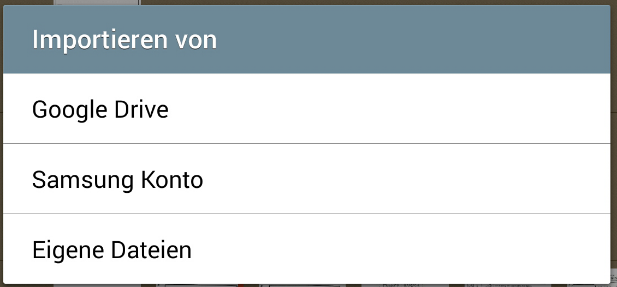 Importieren von
Google Drive
Samsung Konto
Eigene Dateien